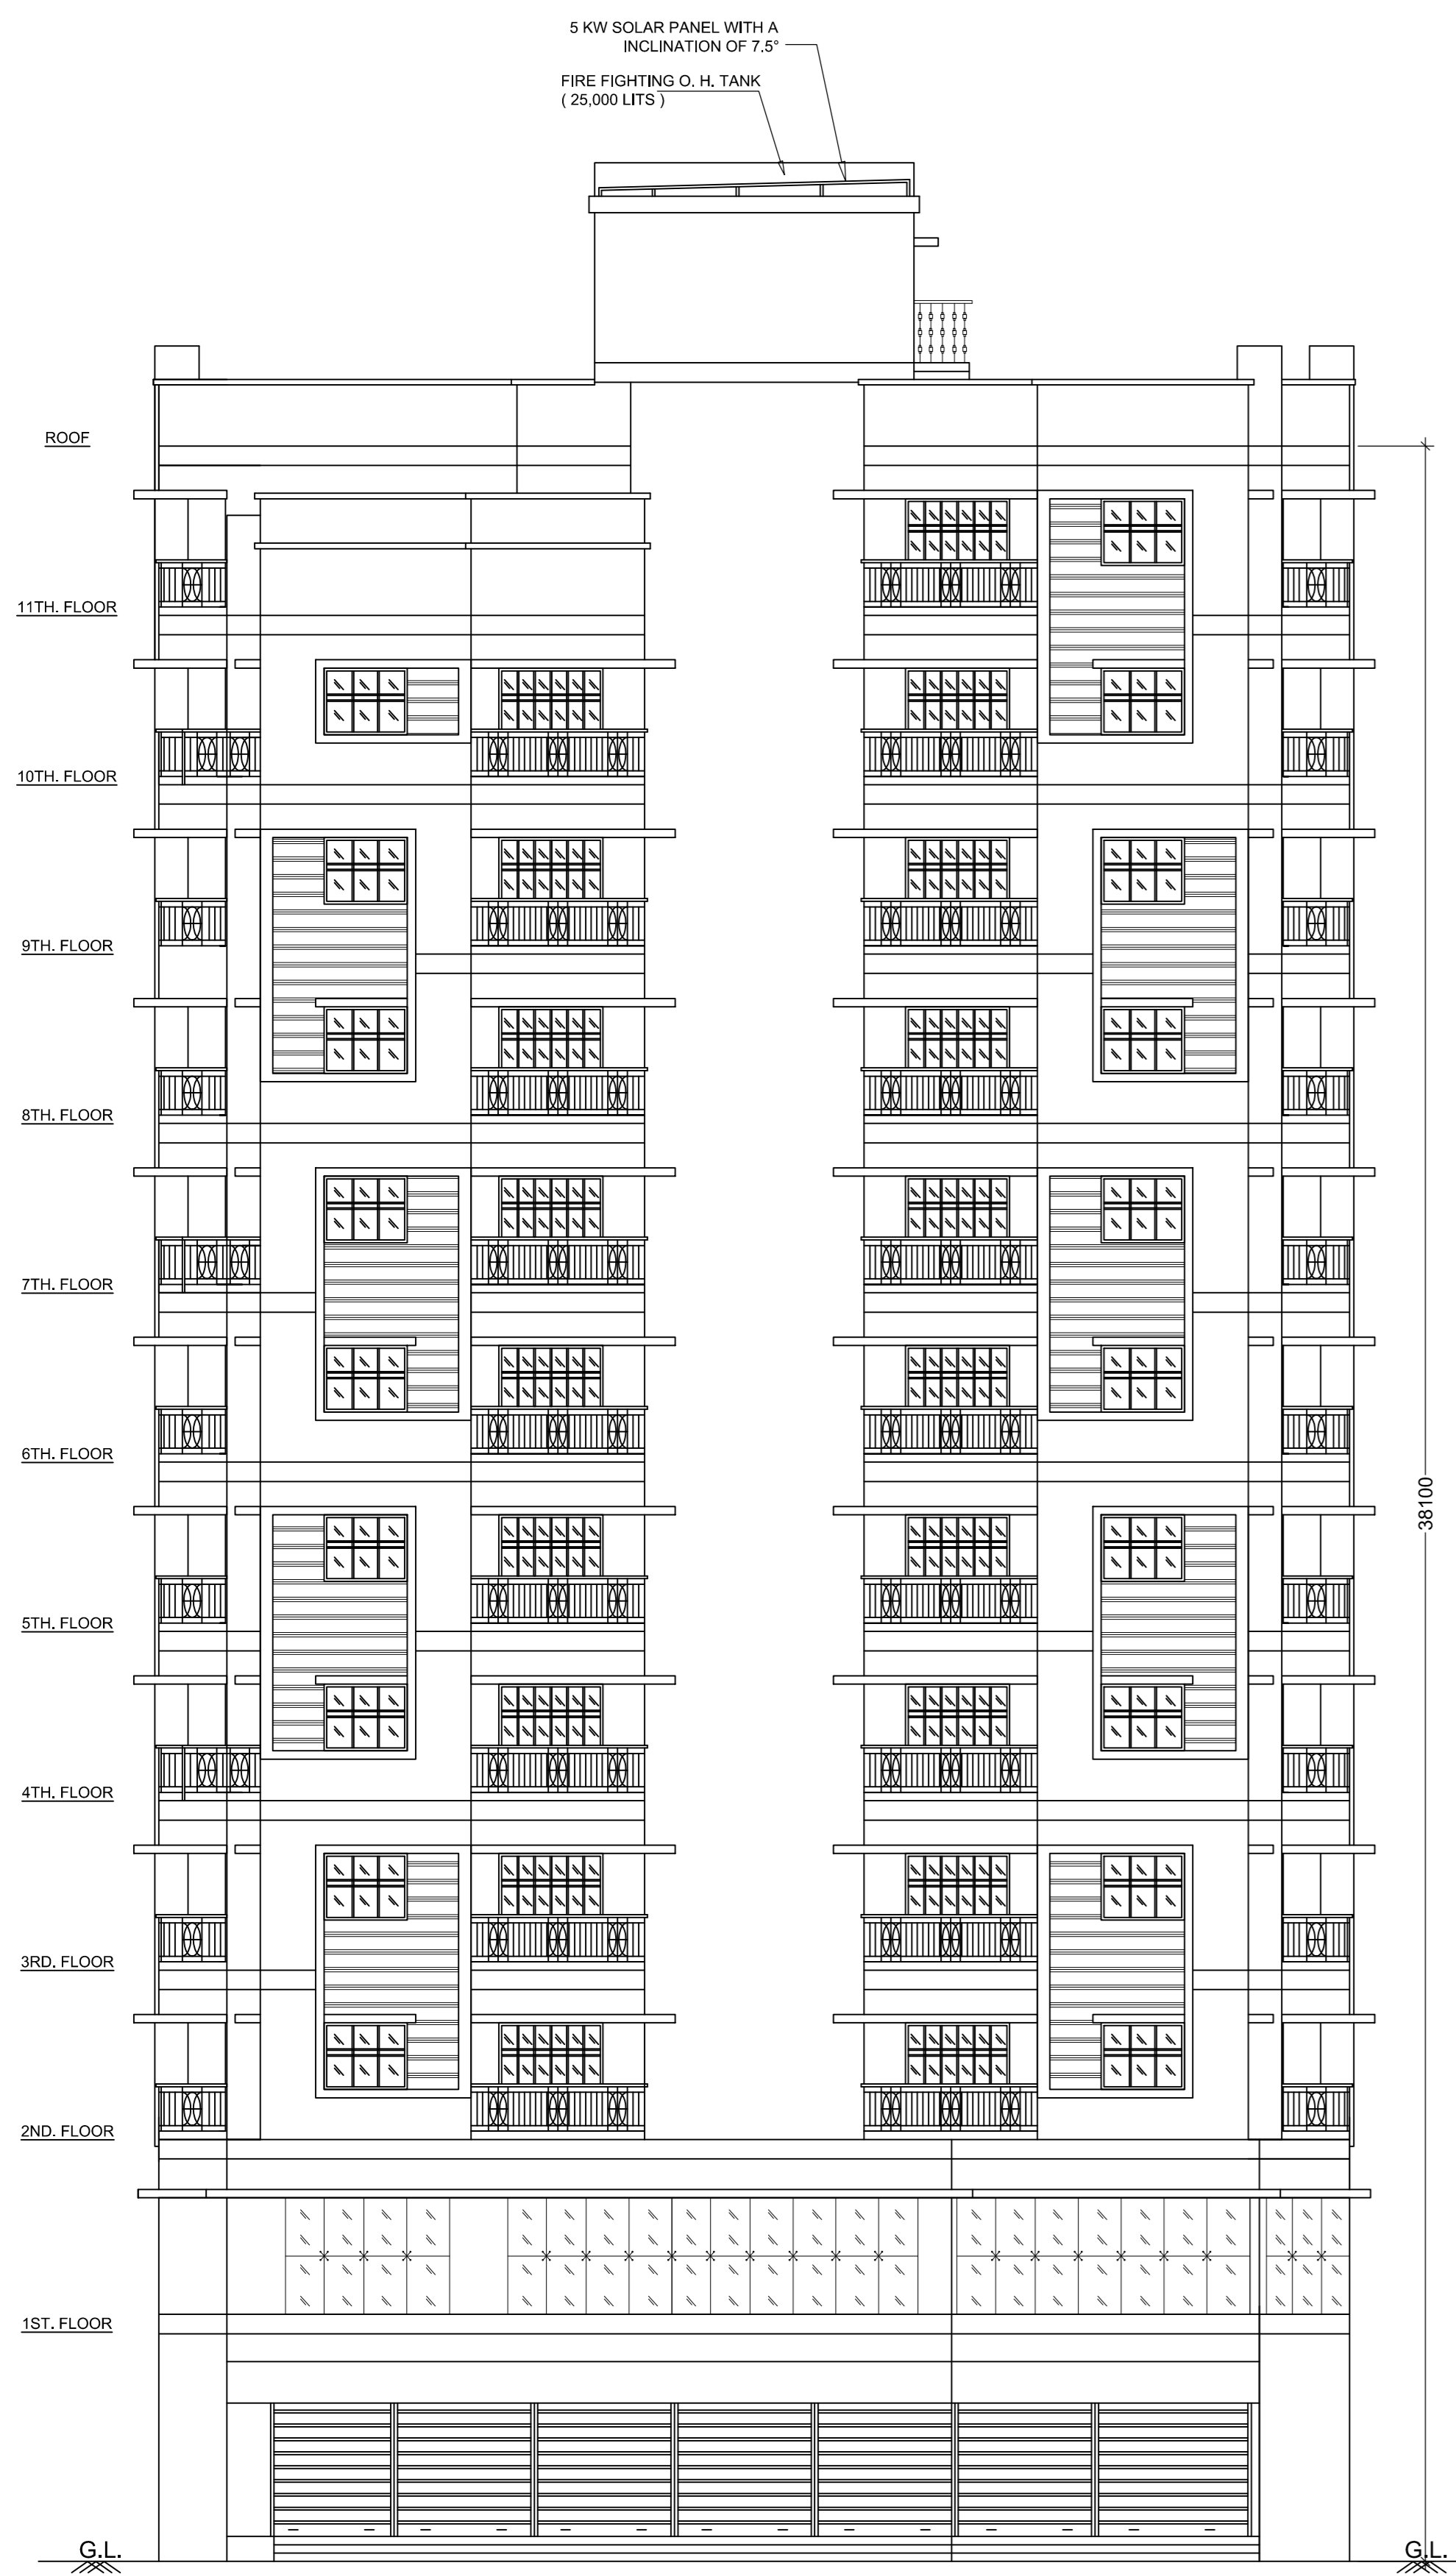 5 KW SOLAR PANEL WITH A
INCLINATION OF 7.5°
FIRE FIGHTING O. H. TANK
( 25,000 LITS )
ROOF
11TH. FLOOR
10TH. FLOOR
9TH. FLOOR
8TH. FLOOR
7TH. FLOOR
6TH. FLOOR
38100
5TH. FLOOR
4TH. FLOOR
3RD. FLOOR
2ND. FLOOR
1ST. FLOOR
G.L.
G.L.